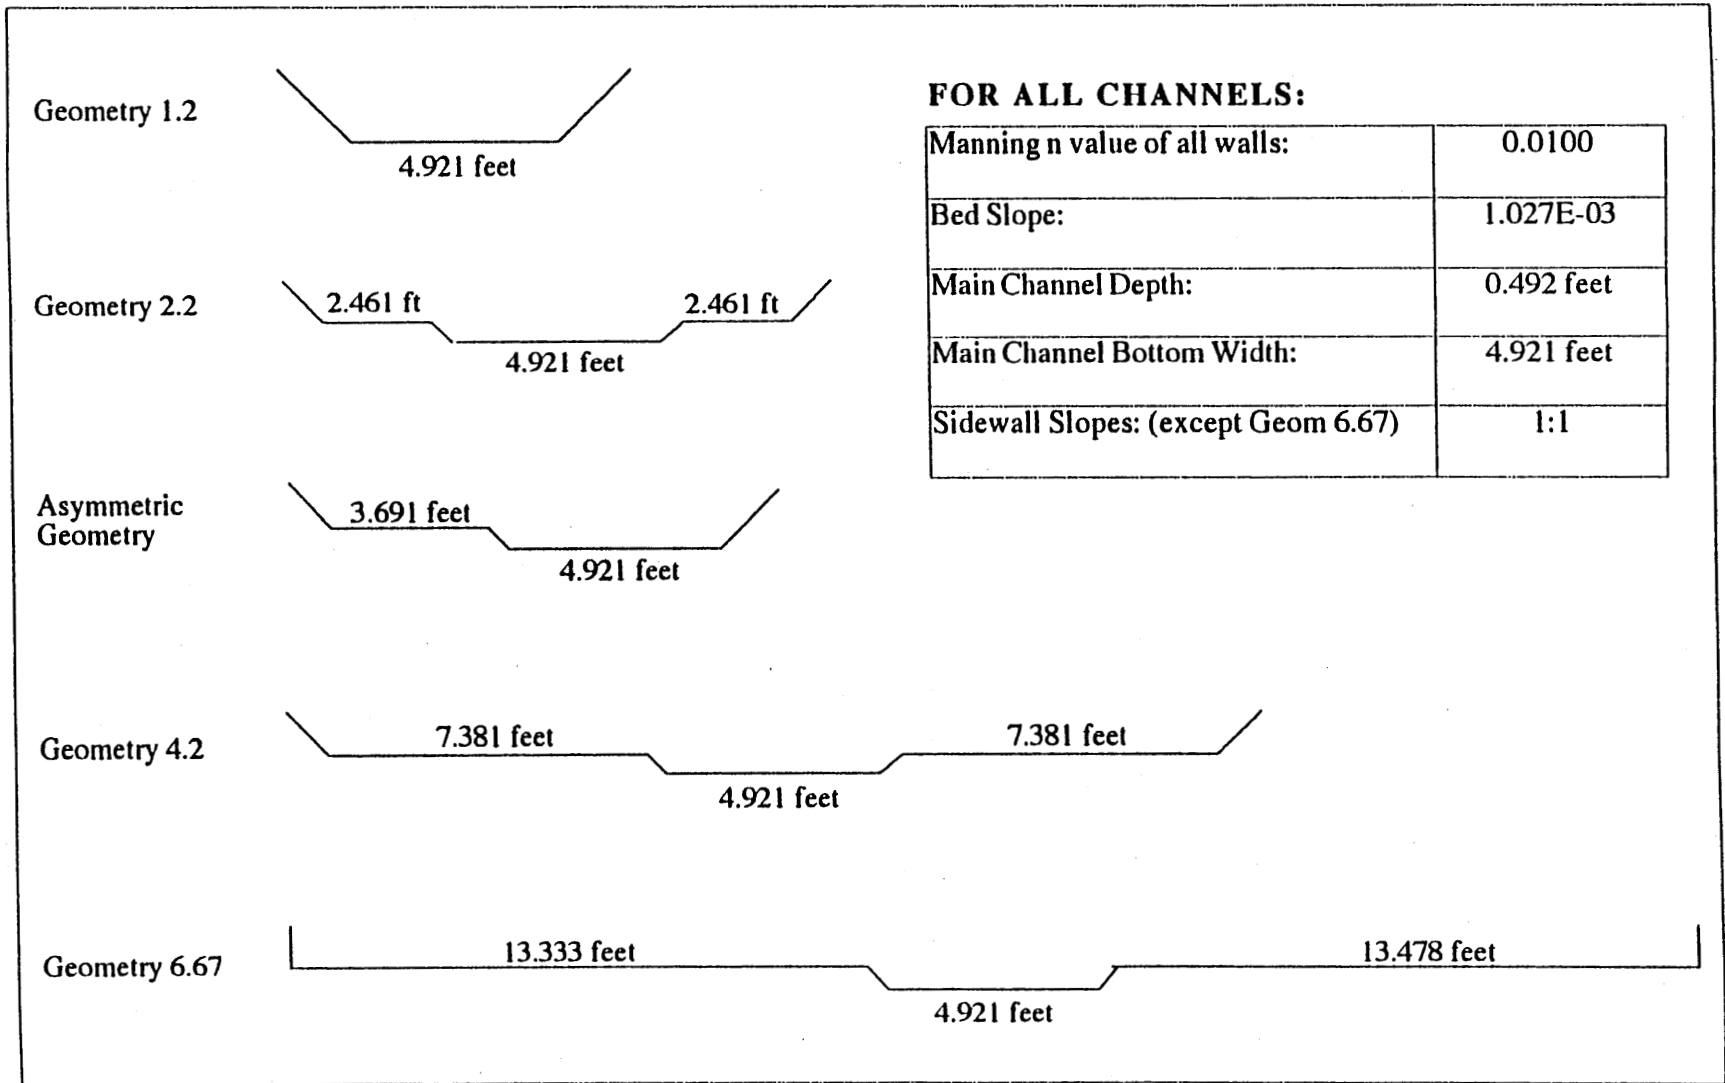 Geometry 1.2
4.921 feet
FOR ALL CHANNELS:
Manning n value of all walls: 0.0100
Bed Slope: 1.027E-03
Main Channel Depth: 0.492 feet
Main Channel Bottom Width: 4.921 feet
Sidewall Slopes: (except Geom 6.67) 1:1
Geometry 2.2
2.461 ft
2.461 ft
4.921 feet
Asymmetric
Geometry
3.691 feet
4.921 feet
Geometry 4.2
7.381 feet
7.381 feet
4.921 feet
Geometry 6.67
13.333 feet
13.478 feet
4.921 feet